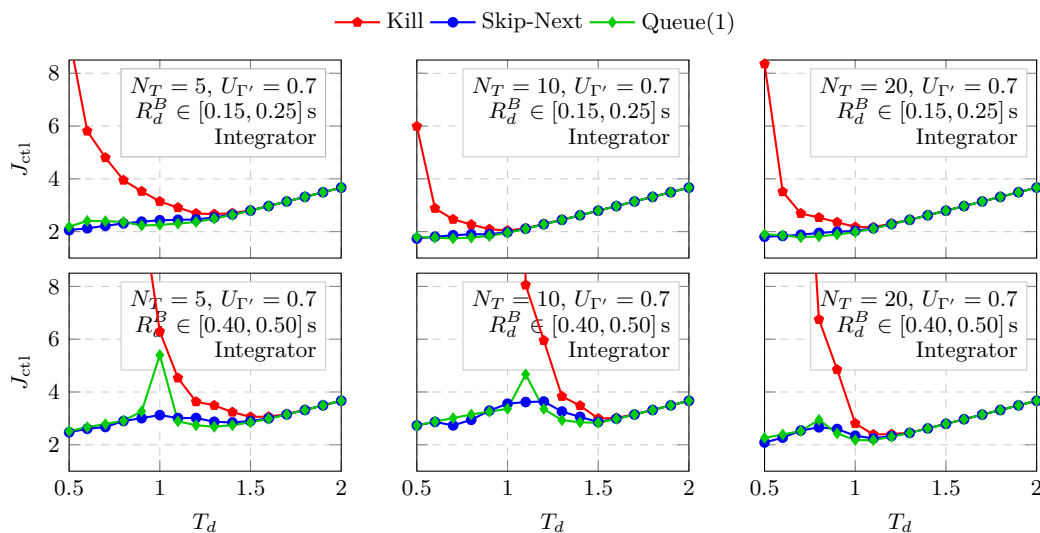 Kill Skip-Next Queue(1)
8
6
4
2
J_ctl
N_T = 5, U_Γ′ = 0.7
R_d^B ∈ [0.15, 0.25] s
Integrator
N_T = 10, U_Γ′ = 0.7
R_d^B ∈ [0.15, 0.25] s
Integrator
N_T = 20, U_Γ′ = 0.7
R_d^B ∈ [0.15, 0.25] s
Integrator
8
6
4
2
J_ctl
N_T = 5, U_Γ′ = 0.7
R_d^B ∈ [0.40, 0.50] s
Integrator
N_T = 10, U_Γ′ = 0.7
R_d^B ∈ [0.40, 0.50] s
Integrator
N_T = 20, U_Γ′ = 0.7
R_d^B ∈ [0.40, 0.50] s
Integrator
0.5 1 1.5 2
0.5 1 1.5 2
0.5 1 1.5 2
T_d
T_d
T_d